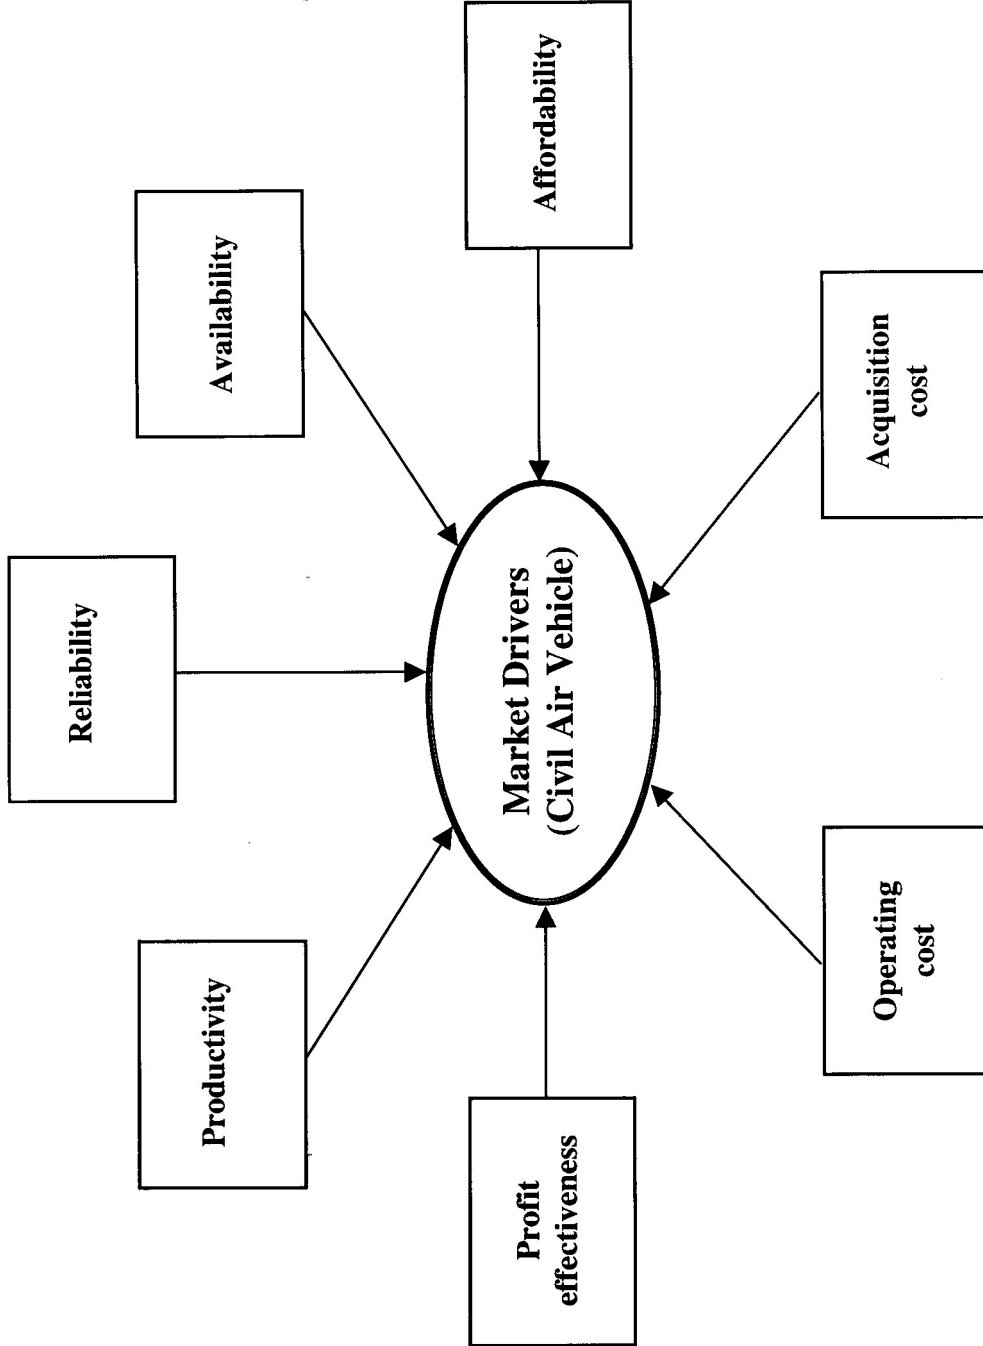 Reliability
Productivity
Availability
Profit
effectiveness
Market Drivers
(Civil Air Vehicle)
Affordability
Operating
cost
Acquisition
cost